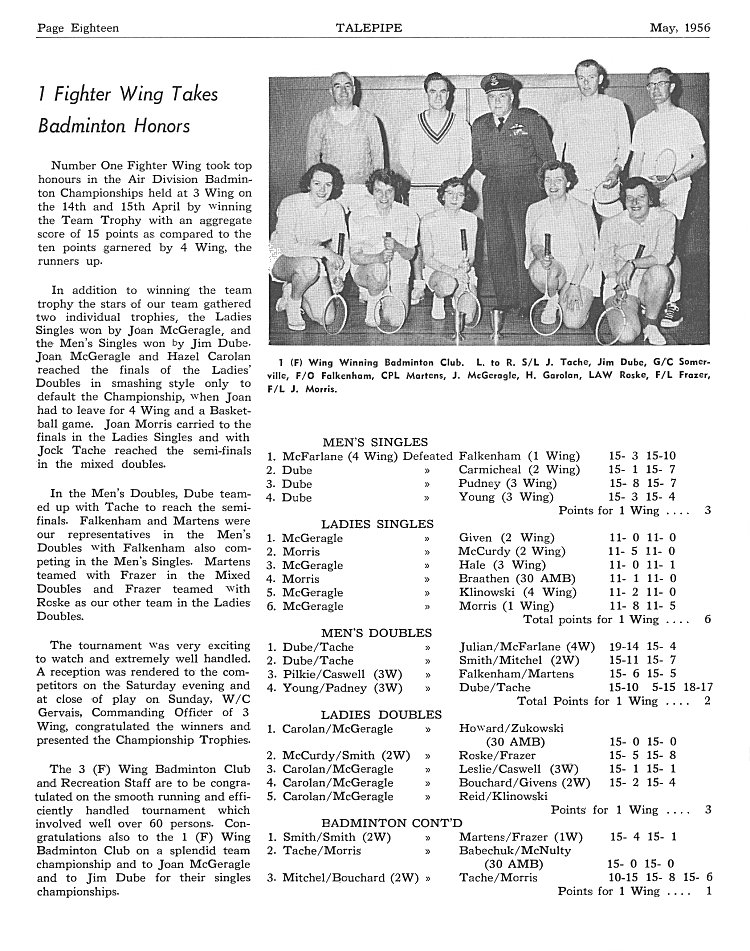 Page Eighteen
TALEPIPE
May, 1956
1 Fighter Wing Takes
Badminton Honors
Number One Fighter Wing took top
honours in the Air Division Badmin-
ton Championships held at 3 Wing on
the 14th and 15th April by winning
the Team Trophy with an aggregate
score of 15 points as compared to the
ten points garnered by 4 Wing, the
runners up.
In addition to winning the team
trophy the stars of our team gathered
two individual trophies, the Ladies
Singles won by Joan McGeragle, and
the Men's Singles won by Jim Dube.
Joan McGeragle and Hazel Carolan
reached the finals of the Ladies'
Doubles in smashing style only to
default the Championship, when Joan
had to leave for 4 Wing and a Basket-
ball game. Joan Morris carried to the
finals in the Ladies Singles and with
Jock Tache reached the semi-finals
in the mixed doubles.
In the Men's Doubles, Dube team-
ed up with Tache to reach the semi-
finals. Falkenham and Martens were
our representatives in the Men's
Doubles with Falkenham also com-
peting in the Men's Singles. Martens
teamed with Frazer in the Mixed
Doubles and Frazer teamed with
Roske as our other team in the Ladies
Doubles.
The tournament was very exciting
to watch and extremely well handled.
A reception was rendered to the com-
petitors on the Saturday evening and
at close of play on Sunday, W/C
Gervais, Commanding Officer of 3
Wing, congratulated the winners and
presented the Championship Trophies.
The 3 (F) Wing Badminton Club
and Recreation Staff are to be congra-
tulated on the smooth running and effi-
ciently handled tournament which
involved well over 60 persons. Con-
gratulations also to the 1 (F) Wing
Badminton Club on a splendid team
championship and to Joan McGeragle
and to Jim Dube for their singles
championships.
1 (F) Wing Winning Badminton Club. L. to R. S/L J. Tache, Jim Dube, G/C Somer-
ville, F/O Falkenham, CPL Martens, J. McGeragle, H. Garolan, LAW Roske, F/L Frazer,
F/L J. Morris.
MEN'S SINGLES
1. McFarlane (4 Wing) Defeated Falkenham (1 Wing) 15- 3 15-10
2. Dube » Carmicheal (2 Wing) 15- 1 15- 7
3. Dube » Pudney (3 Wing) 15- 8 15- 7
4. Dube » Young (3 Wing) 15- 3 15- 4
Points for 1 Wing .... 3
LADIES SINGLES
1. McGeragle » Given (2 Wing) 11- 0 11- 0
2. Morris » McCurdy (2 Wing) 11- 5 11- 0
3. McGeragle » Hale (3 Wing) 11- 0 11- 1
4. Morris » Braathen (30 AMB) 11- 1 11- 0
5. McGeragle » Klinowski (4 Wing) 11- 2 11- 0
6. McGeragle » Morris (1 Wing) 11- 8 11- 5
Total points for 1 Wing .... 6
MEN'S DOUBLES
1. Dube/Tache » Julian/McFarlane (4W) 19-14 15- 4
2. Dube/Tache » Smith/Mitchel (2W) 15-11 15- 7
3. Pilkie/Caswell (3W) » Falkenham/Martens 15- 6 15- 5
4. Young/Padney (3W) » Dube/Tache 15-10 5-15 18-17
Total Points for 1 Wing .... 2
LADIES DOUBLES
1. Carolan/McGeragle » Howard/Zukowski
(30 AMB) 15- 0 15- 0
2. McCurdy/Smith (2W) » Roske/Frazer 15- 5 15- 8
3. Carolan/McGeragle » Leslie/Caswell (3W) 15- 1 15- 1
4. Carolan/McGeragle » Bouchard/Givens (2W) 15- 2 15- 4
5. Carolan/McGeragle » Reid/Klinowski
Points for 1 Wing .... 3
BADMINTON CONT'D
1. Smith/Smith (2W) » Martens/Frazer (1W) 15- 4 15- 1
2. Tache/Morris » Babechuk/McNulty
(30 AMB) 15- 0 15- 0
3. Mitchel/Bouchard (2W) » Tache/Morris 10-15 15- 8 15- 6
Points for 1 Wing .... 1